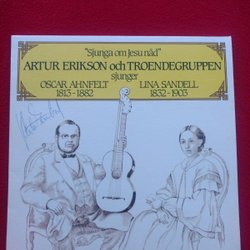 "Sjunga om Jesu nåd"
ARTUR ERIKSON och TROENDEGRUPPEN
sjunger
OSCAR AHNFELT LINA SANDELL
1813-1882 1832-1903